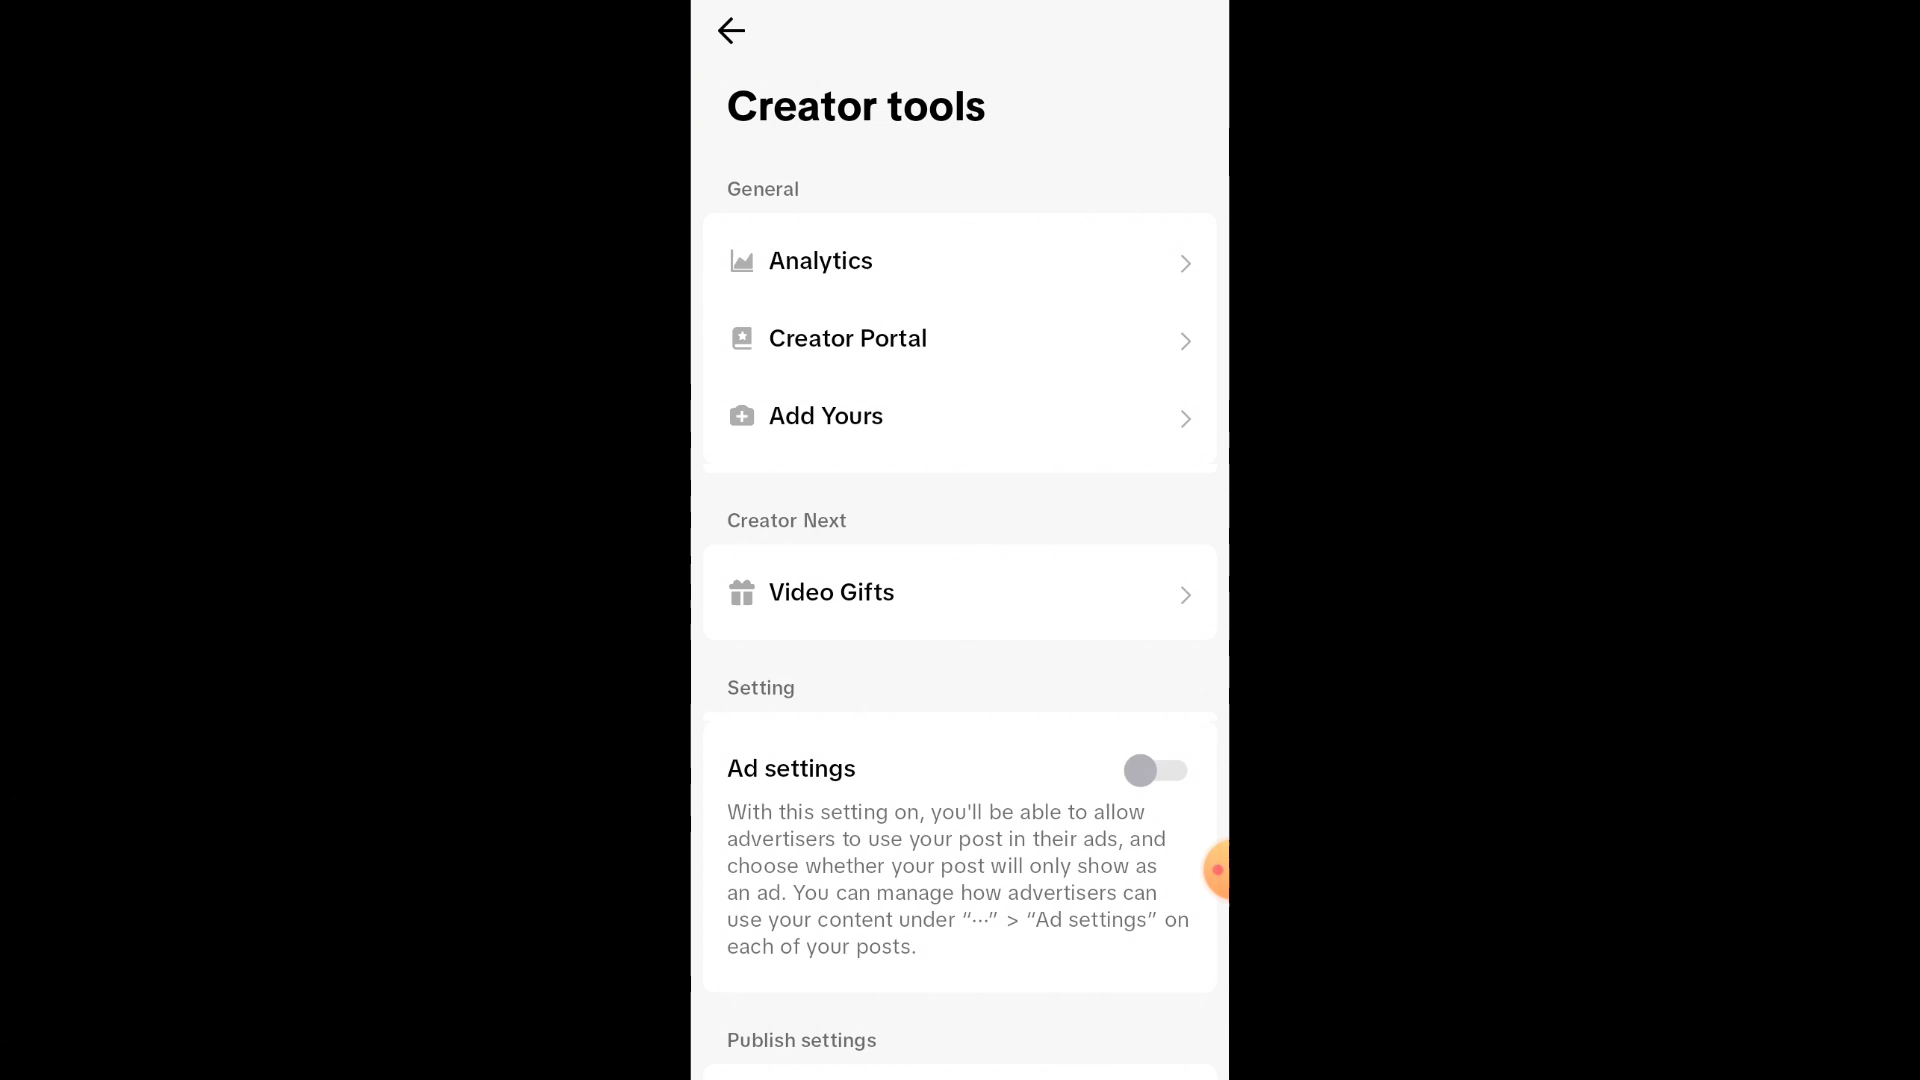 Creator tools
General
Analytics
Creator Portal
Add Yours
Creator Next
Video Gifts
Setting
Ad settings
With this setting on, you'll be able to allow
advertisers to use your post in their ads, and
choose whether your post will only show as
an ad. You can manage how advertisers can
use your content under “···” > “Ad settings” on
each of your posts.
Publish settings